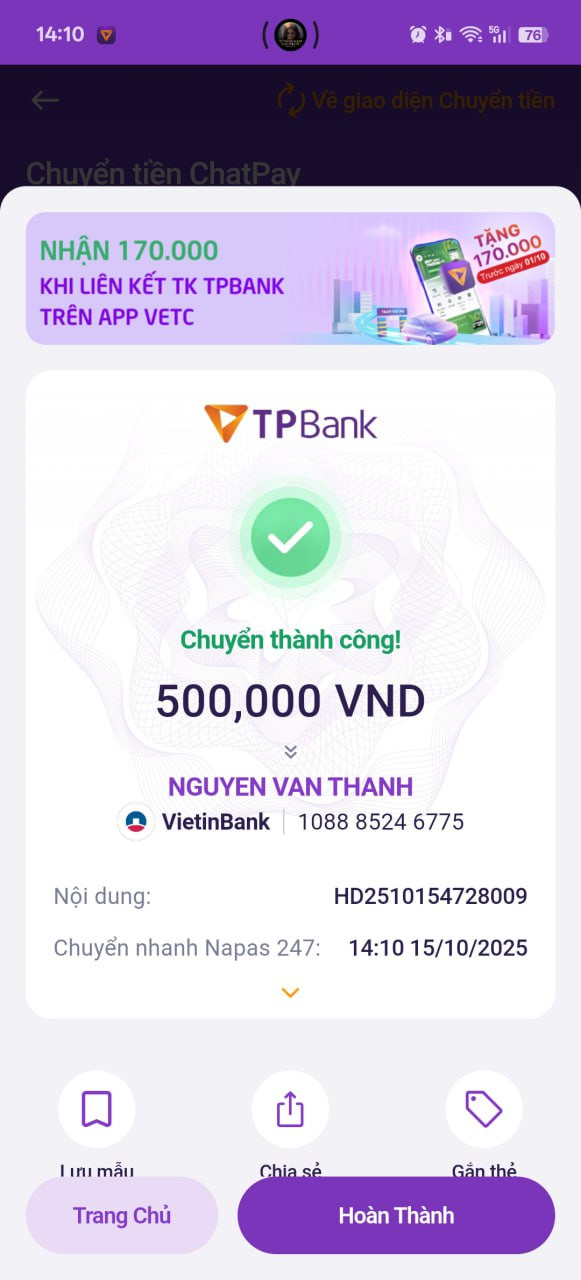 14:10
5G
76
Về giao diện Chuyển tiền
Chuyển tiền ChatPay
NHẬN 170.000
KHI LIÊN KẾT TK TPBANK
TRÊN APP VETC
TẶNG
170.000
Trước ngày 01/10
TPBank
Chuyển thành công!
500,000 VND
NGUYEN VAN THANH
VietinBank 1088 8524 6775
Nội dung: HD2510154728009
Chuyển nhanh Napas 247: 14:10 15/10/2025
Lưu mẫu Chia sẻ Gắn thẻ
Trang Chủ Hoàn Thành